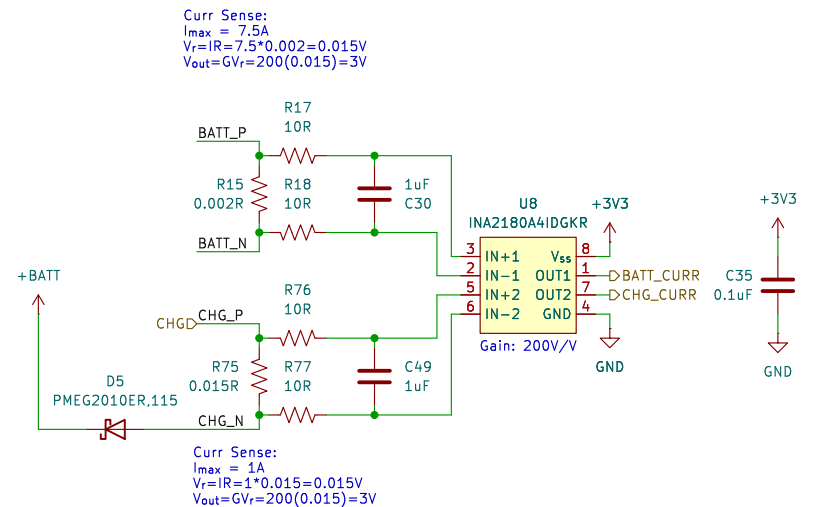 Curr Sense:
Imax = 7.5A
Vr=IR=7.5*0.002=0.015V
Vout=GVr=200(0.015)=3V
R17
10R
BATT_P
R15
0.002R
R18
10R
1uF
C30
BATT_N
U8
INA2180A4IDGKR
3 IN+1 Vss 8
2 IN-1 OUT1 1
5 IN+2 OUT2 7
6 IN-2 GND 4
Gain: 200V/V
+3V3
BATT_CURR
CHG_CURR
GND
+3V3
C35
0.1uF
GND
+BATT
R76
10R
CHG
CHG_P
R75
0.015R
R77
10R
C49
1uF
D5
PMEG2010ER,115
CHG_N
Curr Sense:
Imax = 1A
Vr=IR=1*0.015=0.015V
Vout=GVr=200(0.015)=3V